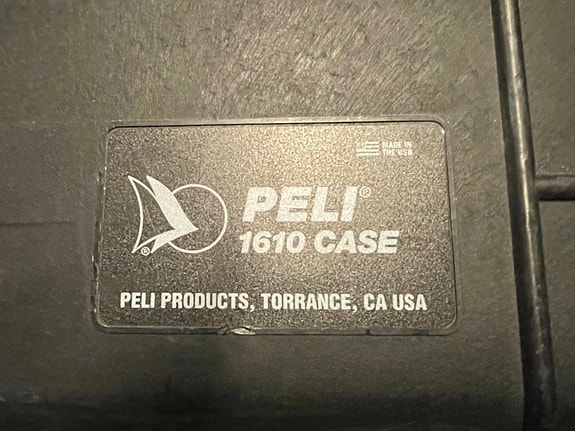 MADE IN
THE USA
PELI®
1610 CASE
®
PELI PRODUCTS, TORRANCE, CA USA